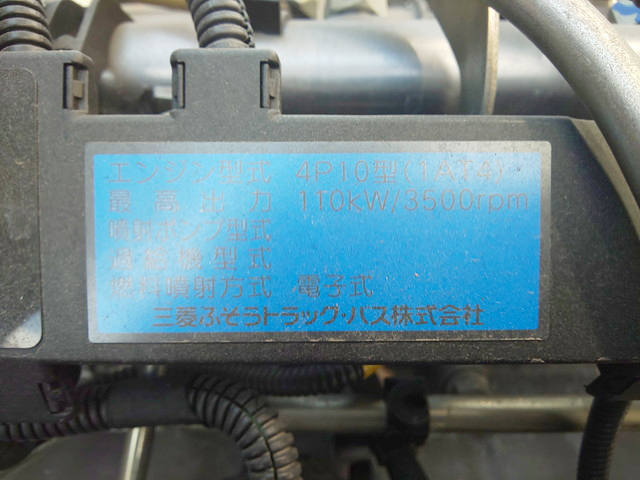 エンジン型式 4P10型(1AT4)
最高出力 110kW/3500rpm
噴射ポンプ型式
過給機型式
燃料噴射方式 電子式
三菱ふそうトラック・バス株式会社